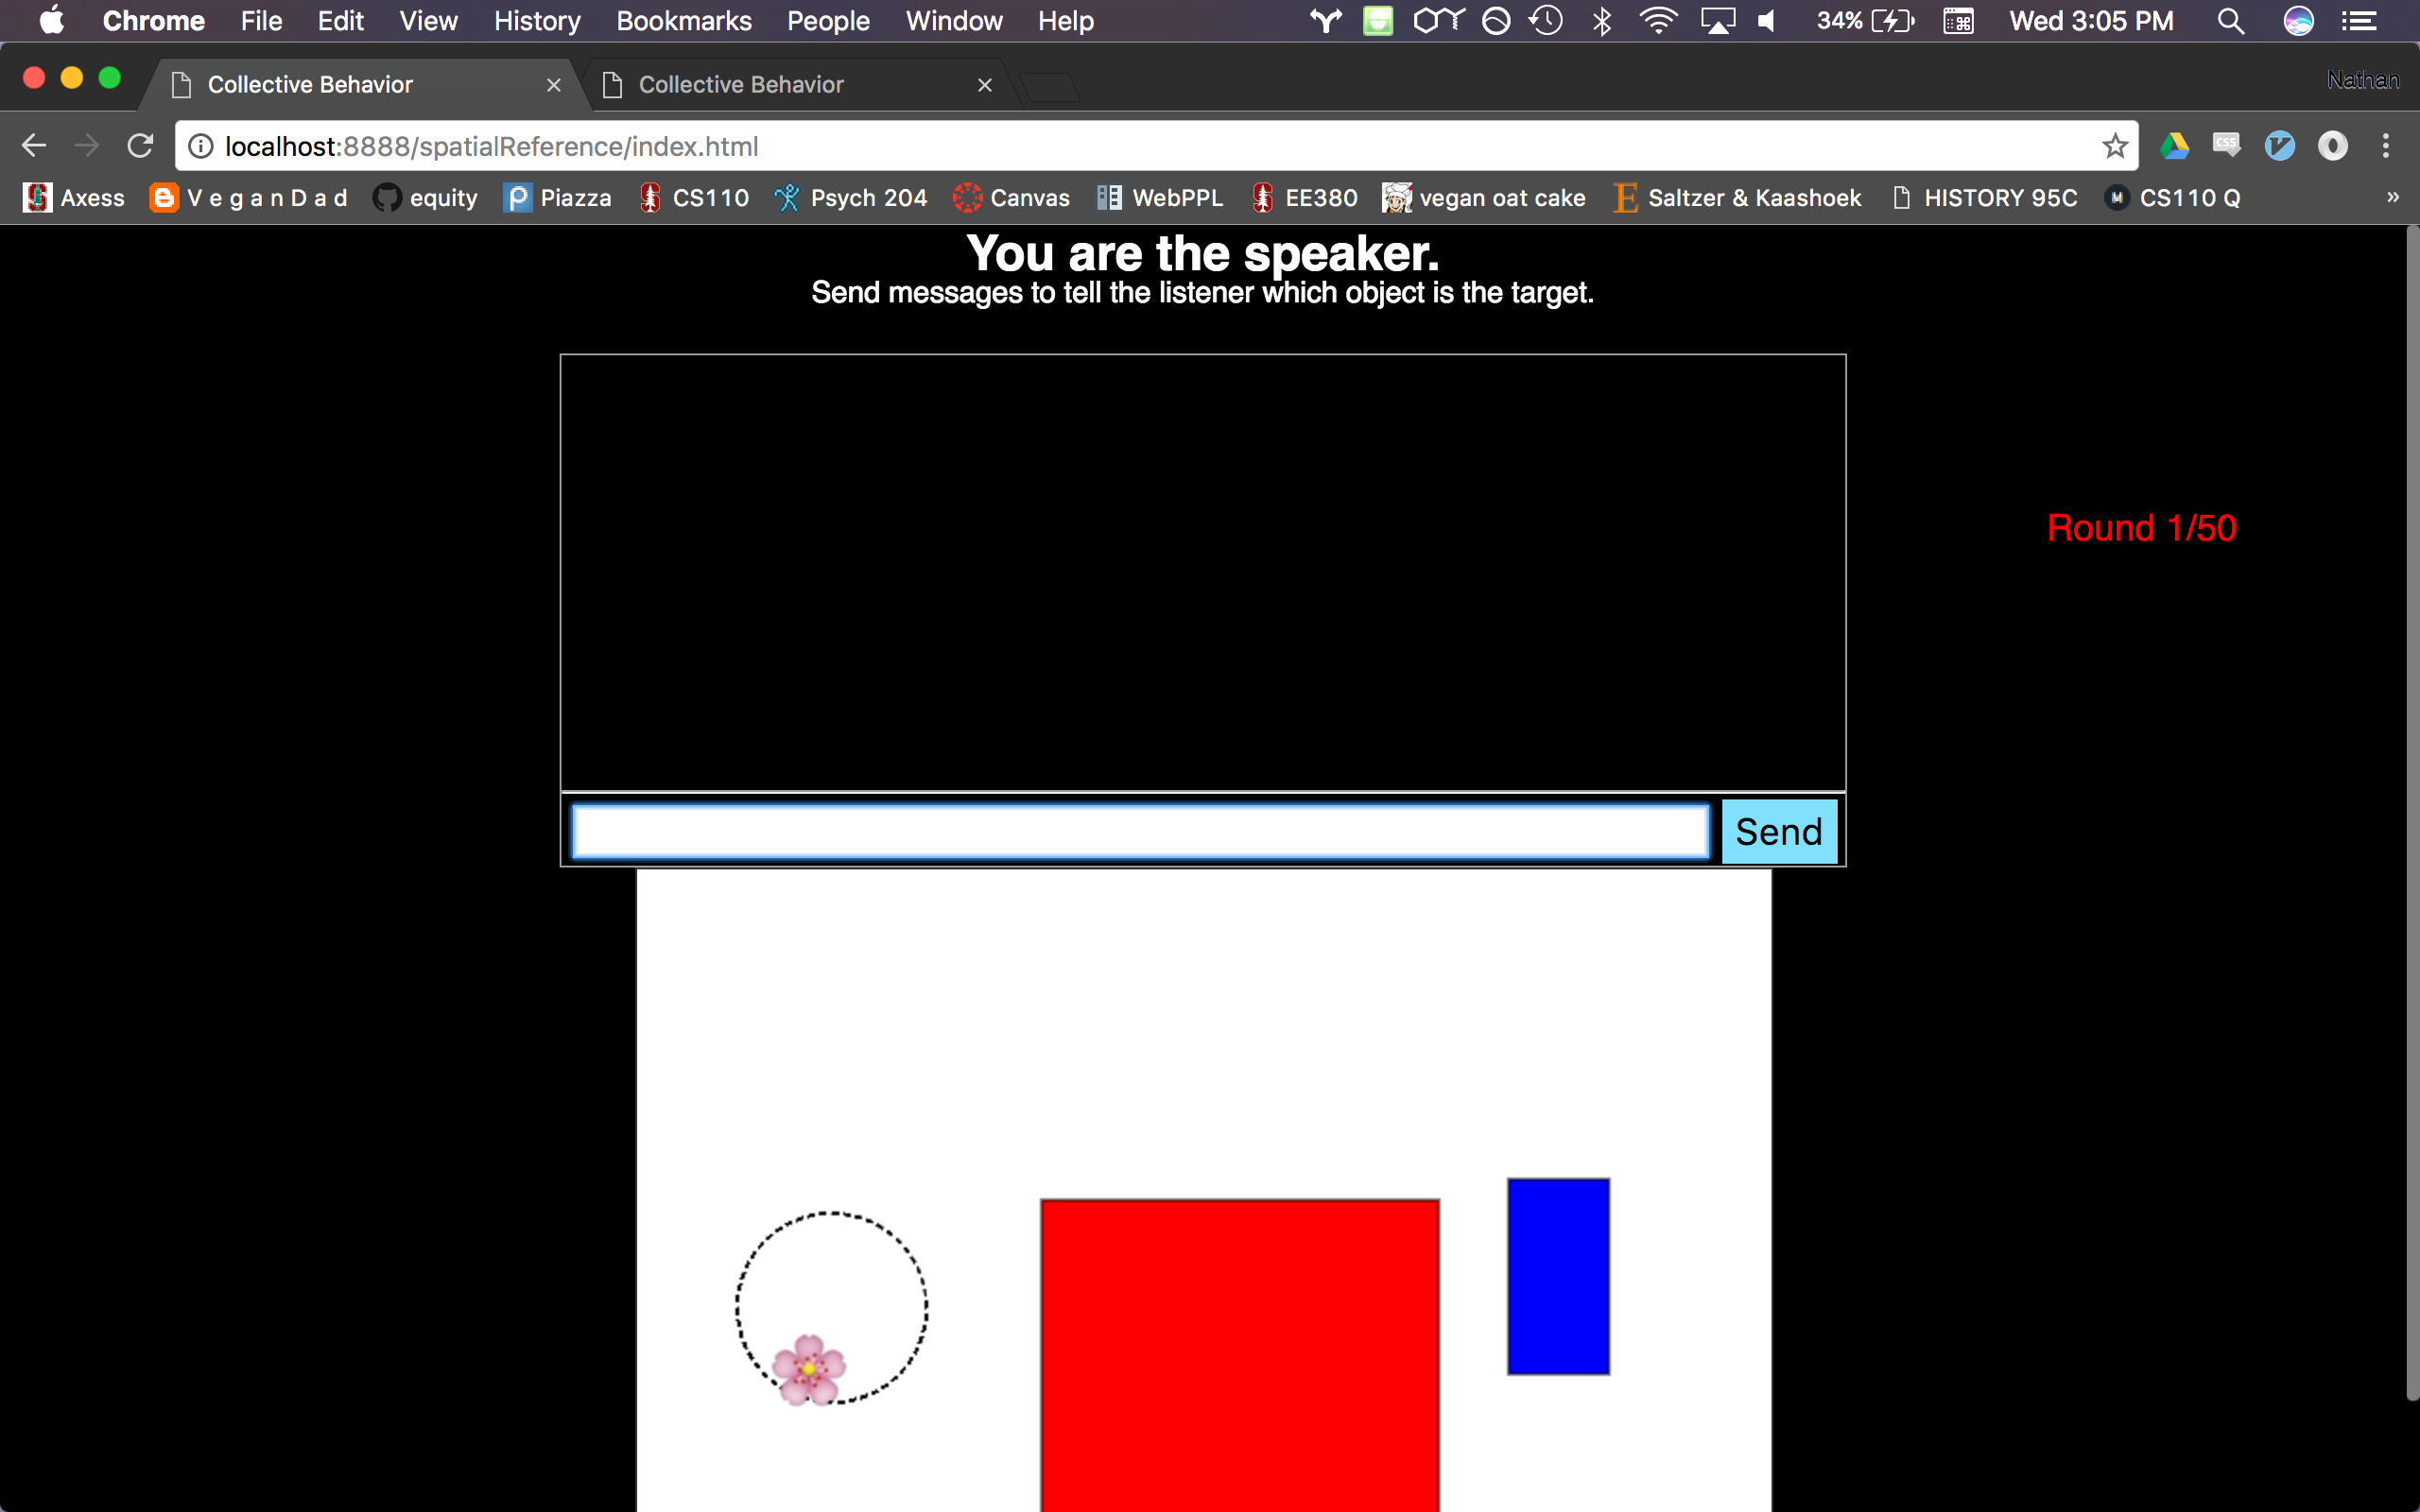 Chrome File Edit View History Bookmarks People Window Help 34% Wed 3:05 PM
Collective Behavior Collective Behavior Nathan
localhost:8888/spatialReference/index.html
Axess VeganDad equity Piazza CS110 Psych 204 Canvas WebPPL EE380 vegan oat cake Saltzer & Kaashoek HISTORY 95C CS110 Q »
You are the speaker.
Send messages to tell the listener which object is the target.
Round 1/50
Send